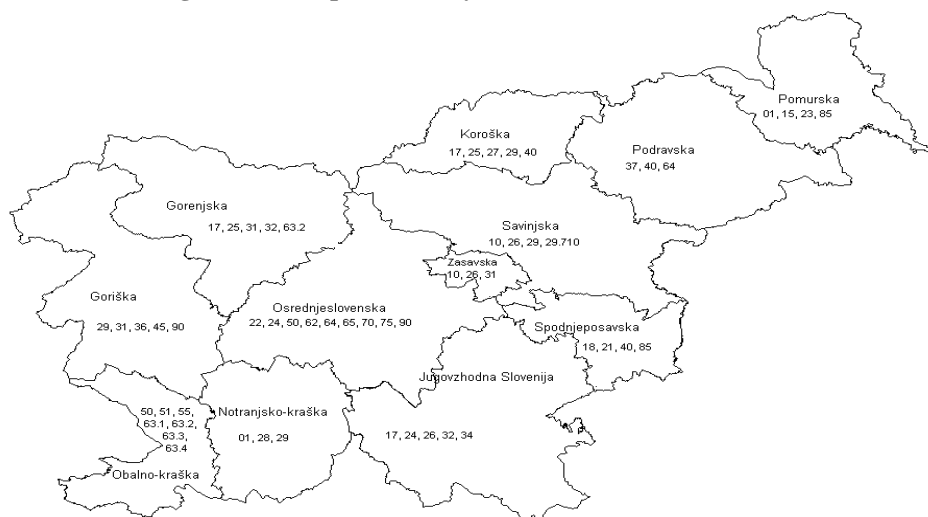 Pomurska
01, 15, 23, 85
Koroška
17, 25, 27, 29, 40
Podravska
37, 40, 64
Gorenjska
17, 25, 31, 32, 63.2
Savinjska
10, 26, 29, 29.710
Zasavska
10, 26, 31
Goriška
29, 31, 36, 45, 90
Osrednjeslovenska
22, 24, 50, 62, 64, 65, 70, 75, 90
Spodnjeposavska
18, 21, 40, 85
Jugovzhodna Slovenija
17, 24, 26, 32, 34
Notranjsko-kraška
01, 28, 29
50, 51, 55,
63.1, 63.2,
63.3,
63.4
Obalno-kraška